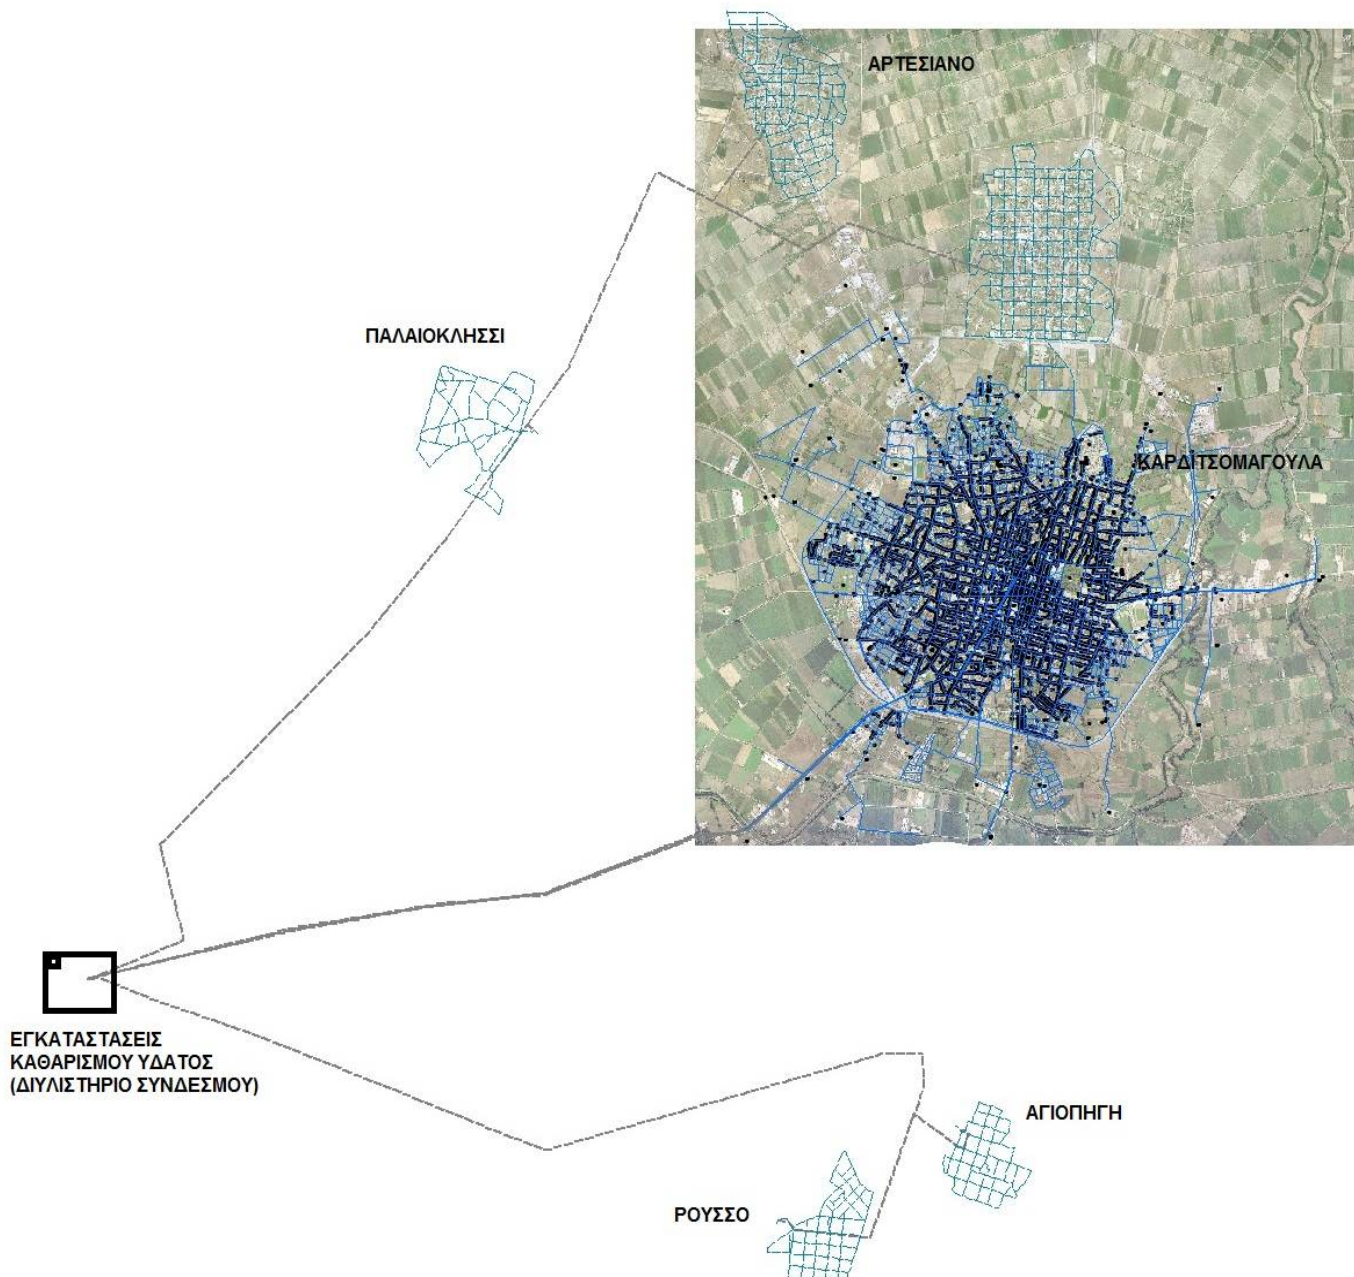 ΑΡΤΕΣΙΑΝΟ
ΠΑΛΑΙΟΚΛΗΣΣΙ
ΚΑΡΔΙΤΣΟΜΑΓΟΥΛΑ
ΕΓΚΑΤΑΣΤΑΣΕΙΣ
ΚΑΘΑΡΙΣΜΟΥ ΥΔΑΤΟΣ
(ΔΙΥΛΙΣΤΗΡΙΟ ΣΥΝΔΕΣΜΟΥ)
ΑΓΙΟΠΗΓΗ
ΡΟΥΣΣΟ